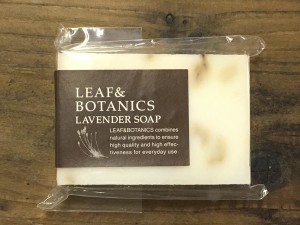 LEAF&
BOTANICS
LAVENDER SOAP
LEAF&BOTANICS combines
natural ingredients to ensure
high quality and high effec-
tiveness for everyday use.